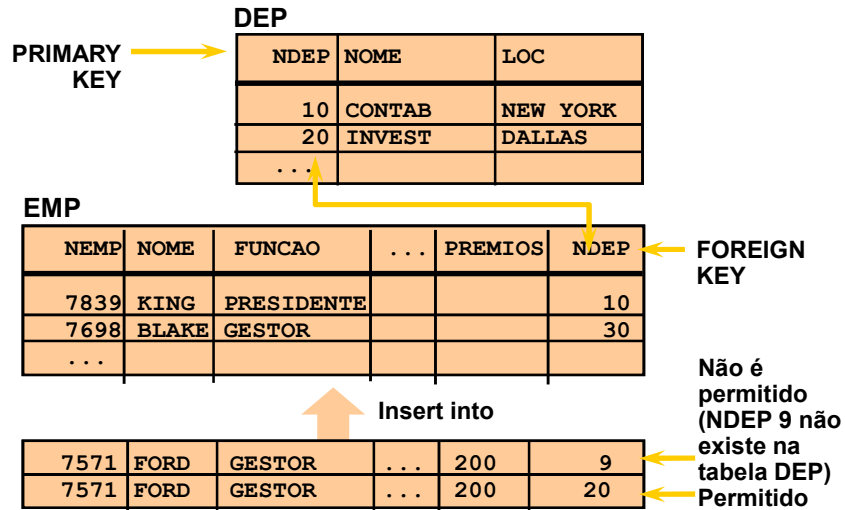 DEP
PRIMARY
KEY
NDEP NOME LOC
10 CONTAB NEW YORK
20 INVEST DALLAS
...
EMP
NEMP NOME FUNCAO ... PREMIOS NDEP
FOREIGN
KEY
7839 KING PRESIDENTE 10
7698 BLAKE GESTOR 30
...
Insert into
Não é
permitido
(NDEP 9 não
existe na
tabela DEP)
Permitido
7571 FORD GESTOR ... 200 9
7571 FORD GESTOR ... 200 20